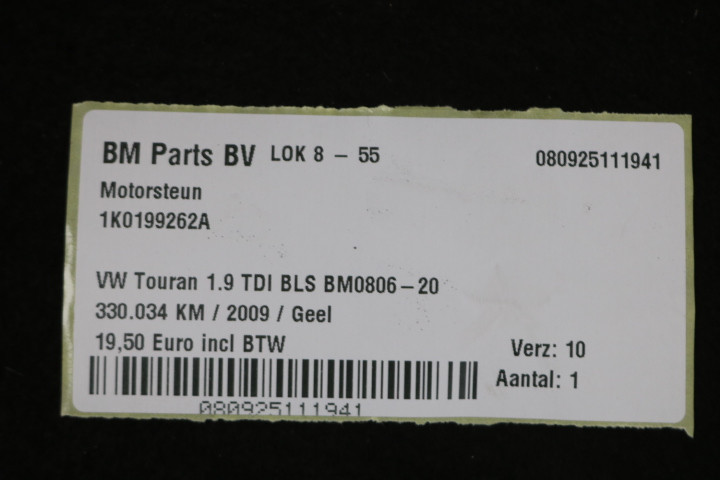 BM Parts BV LOK 8 - 55 080925111941
Motorsteun
1K0199262A
VW Touran 1.9 TDI BLS BM0806-20
330.034 KM / 2009 / Geel
19,50 Euro incl BTW
Verz: 10
Aantal: 1
080925111941